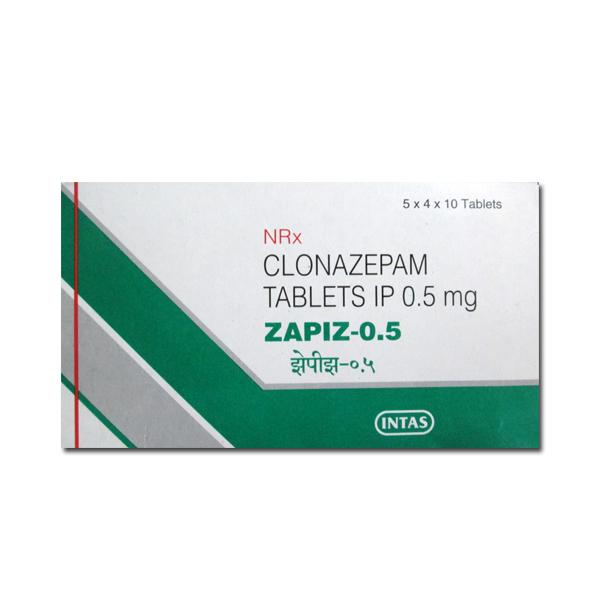 5 x 4 x 10 Tablets
NRx
CLONAZEPAM
TABLETS IP 0.5 mg
ZAPIZ-0.5
झेपीझ-०.५
INTAS